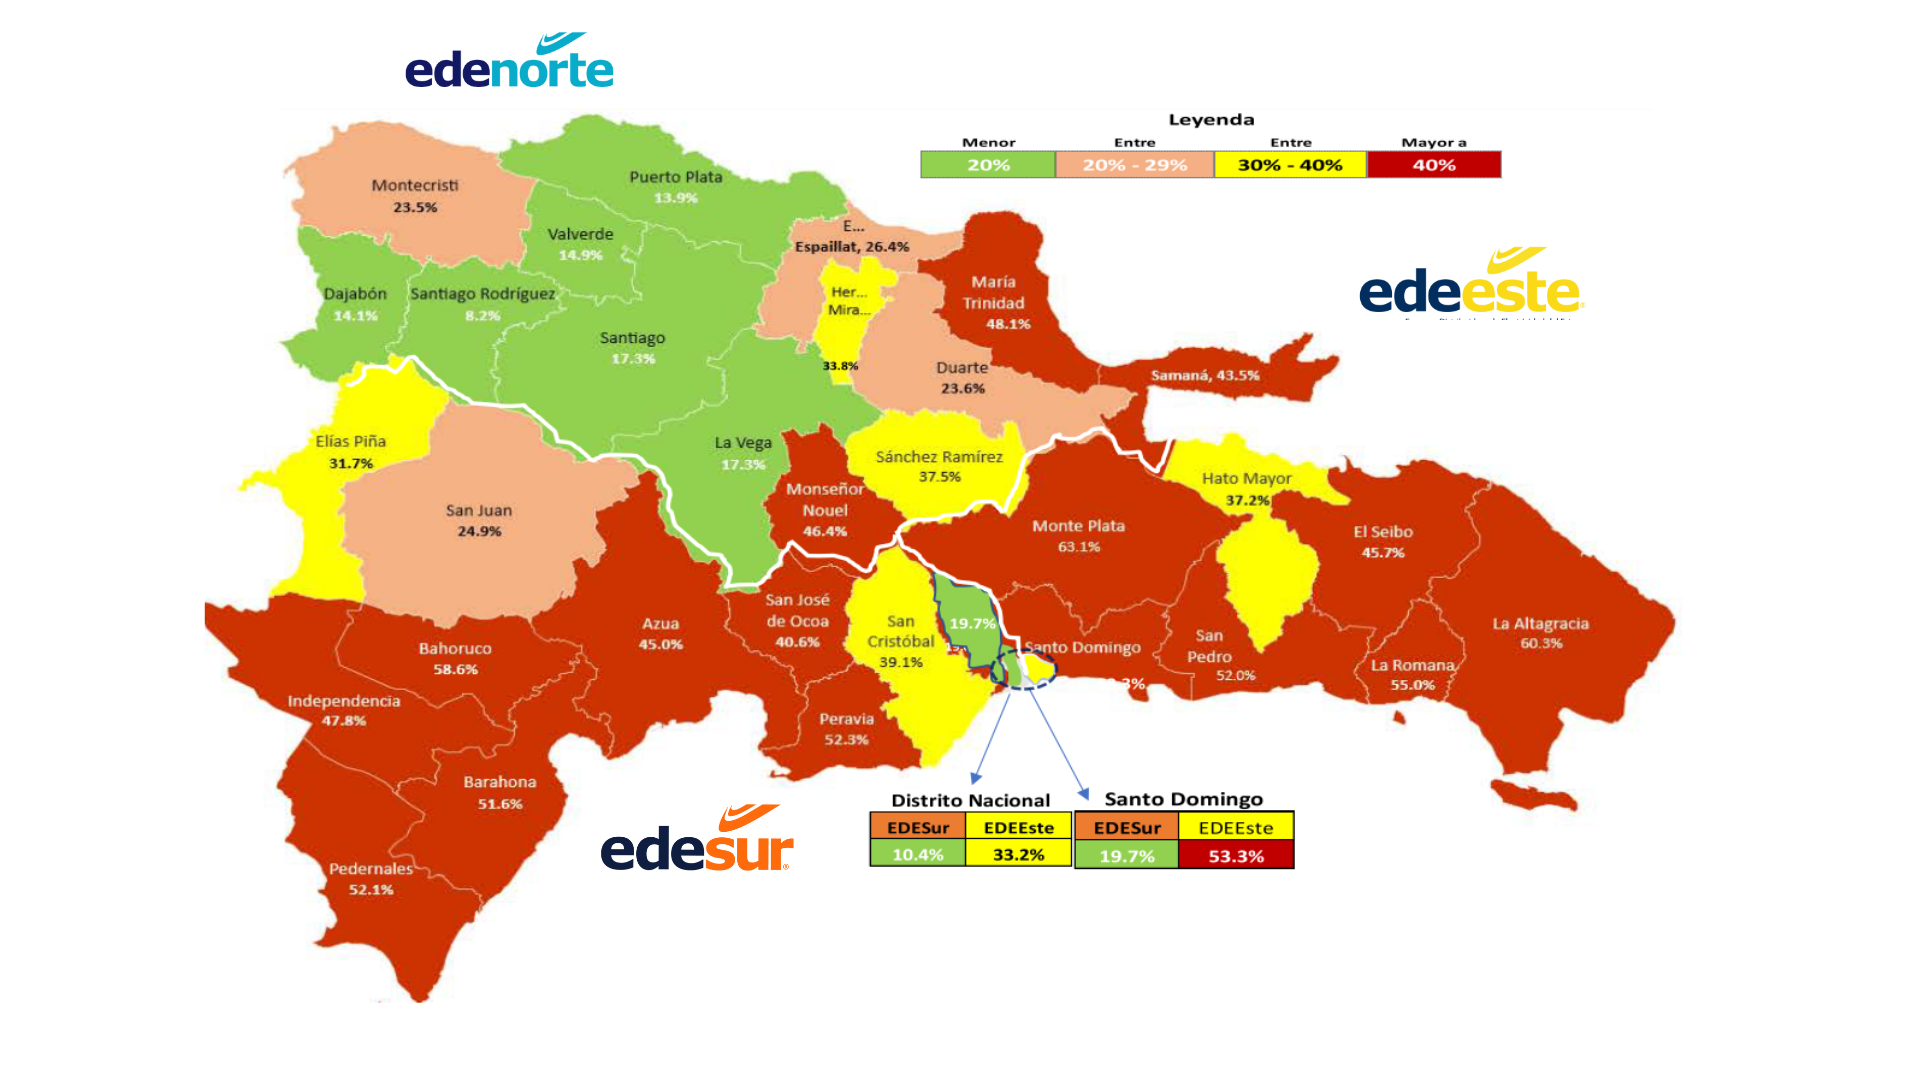 edenorte
Leyenda
Menor Entre Entre Mayor a
20% 20% - 29% 30% - 40% 40%
Puerto Plata
13.9%
Montecristi
23.5%
Valverde
14.9%
E...
Espaillat, 26.4%
edeeste
María
Trinidad
48.1%
Her...
Mira...
33.8%
Dajabón
14.1%
Santiago Rodríguez
8.2%
Santiago
17.3%
Duarte
23.6%
Samaná, 43.5%
Elías Piña
31.7%
La Vega
17.3%
Sánchez Ramírez
37.5%
Hato Mayor
37.2%
Monseñor
Nouel
46.4%
San Juan
24.9%
Monte Plata
63.1%
El Seibo
45.7%
San José
de Ocoa
40.6%
Azua
45.0%
San
Cristóbal
39.1%
19.7%
Santo Domingo
.3%
San
Pedro
52.0%
La Altagracia
60.3%
La Romana
55.0%
Bahoruco
58.6%
Independencia
47.8%
Peravia
52.3%
Barahona
51.6%
Pedernales
52.1%
edesur
Distrito Nacional
EDESur EDEEste
10.4% 33.2%
Santo Domingo
EDESur EDEEste
19.7% 53.3%